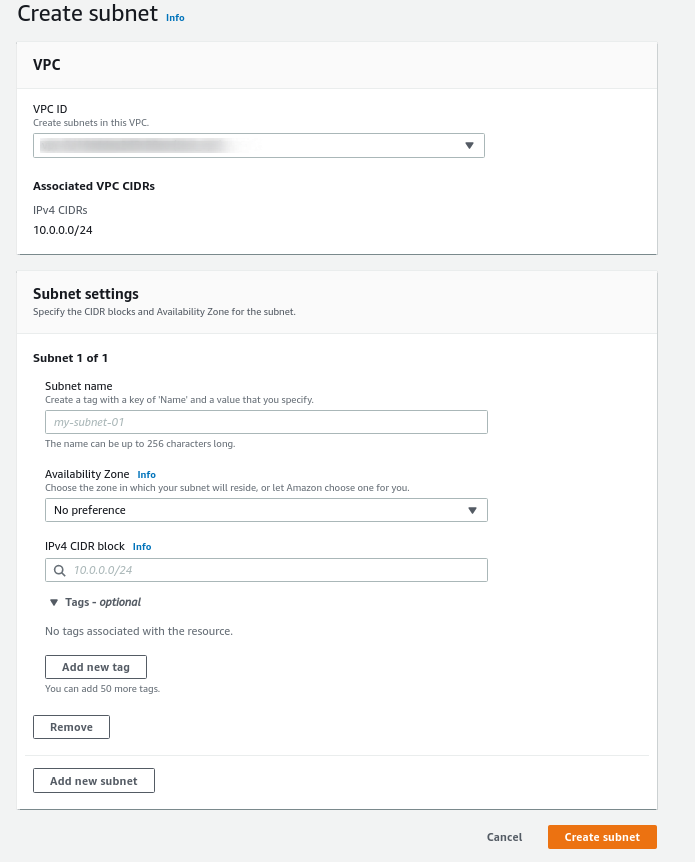 Create subnet Info
VPC
VPC ID
Create subnets in this VPC.
Associated VPC CIDRs
IPv4 CIDRs
10.0.0.0/24
Subnet settings
Specify the CIDR blocks and Availability Zone for the subnet.
Subnet 1 of 1
Subnet name
Create a tag with a key of 'Name' and a value that you specify.
my-subnet-01
The name can be up to 256 characters long.
Availability Zone Info
Choose the zone in which your subnet will reside, or let Amazon choose one for you.
No preference
IPv4 CIDR block Info
10.0.0.0/24
Tags - optional
No tags associated with the resource.
Add new tag
You can add 50 more tags.
Remove
Add new subnet
Cancel Create subnet